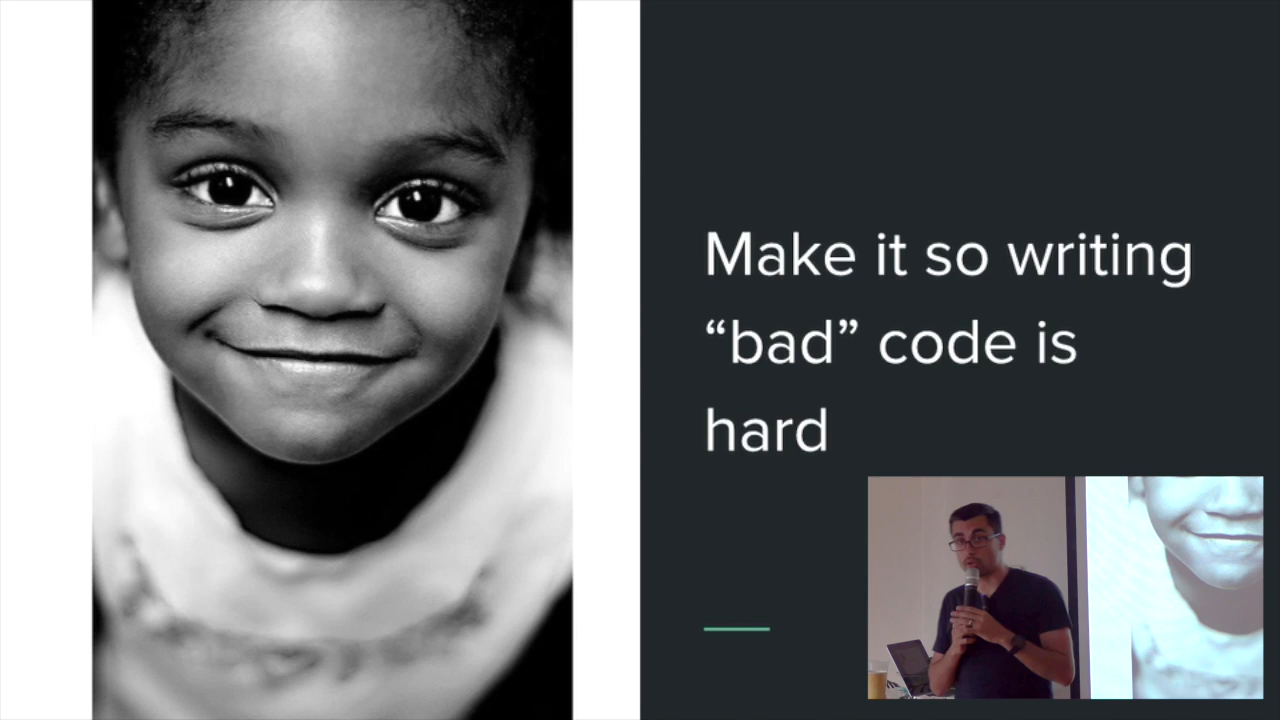 Make it so writing
“bad” code is
hard